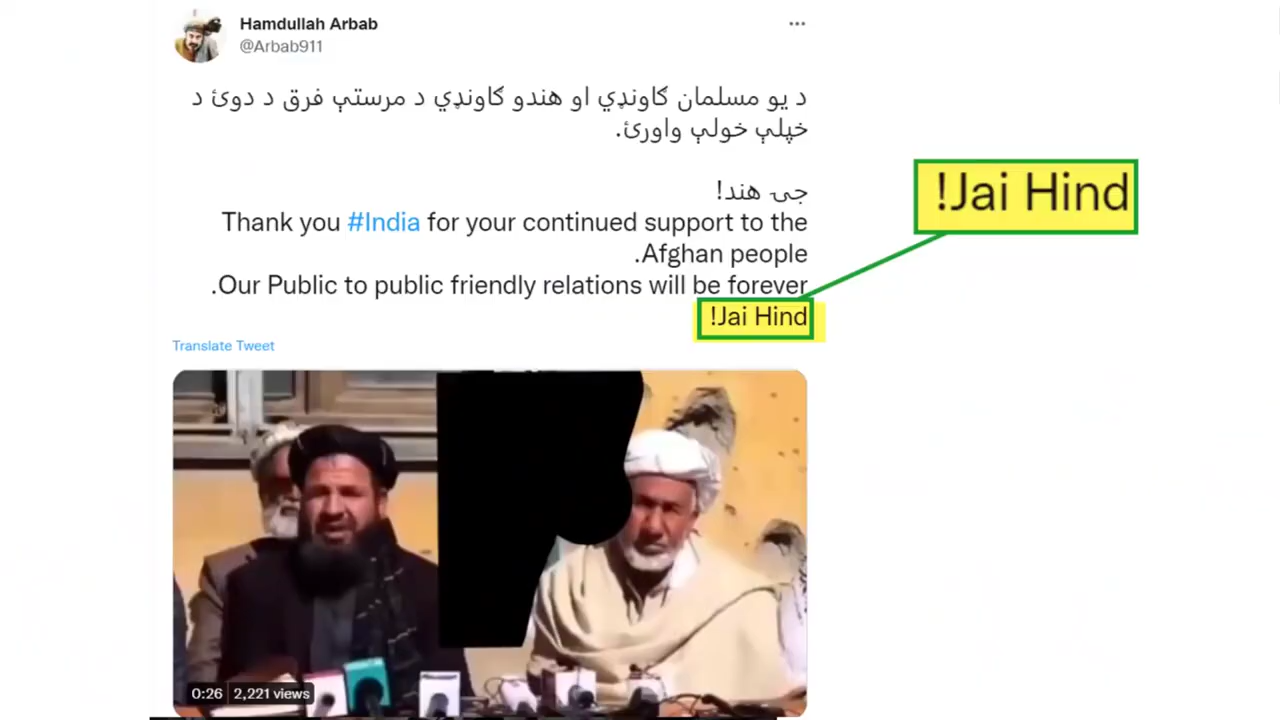 Hamdullah Arbab
@Arbab911
د یو مسلمان ګاونډي او هندو ګاونډي د مرستې فرق د دوئ د
خپلې خولې واورئ.
جۍ هند!
Thank you #India for your continued support to the
.Afghan people
.Our Public to public friendly relations will be forever
!Jai Hind
!Jai Hind
Translate Tweet
0:26 2,221 views